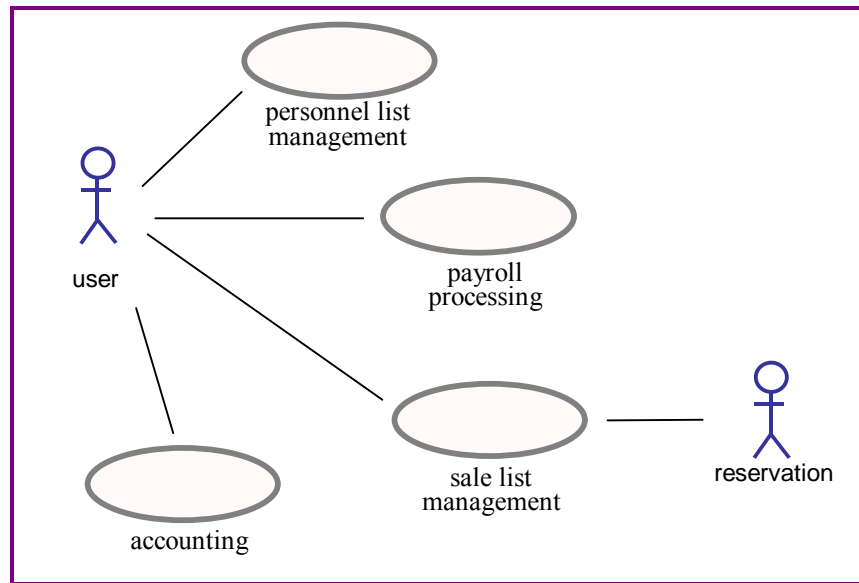 personnel list
management
user
payroll
processing
sale list
management
reservation
accounting